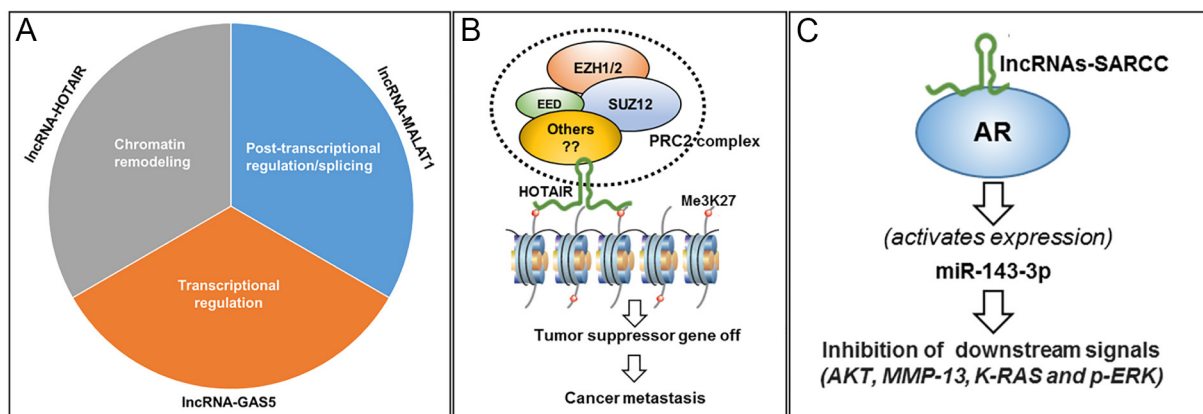 A
lncRNA-HOTAIR
Chromatin
remodeling
lncRNA-MALAT1
Post-transcriptional
regulation/splicing
Transcriptional
regulation
lncRNA-GAS5
B
EZH1/2
EED
SUZ12
Others
??
PRC2 complex
HOTAIR
Me3K27
Tumor suppressor gene off
Cancer metastasis
C
lncRNAs-SARCC
AR
(activates expression)
miR-143-3p
Inhibition of downstream signals
(AKT, MMP-13, K-RAS and p-ERK)